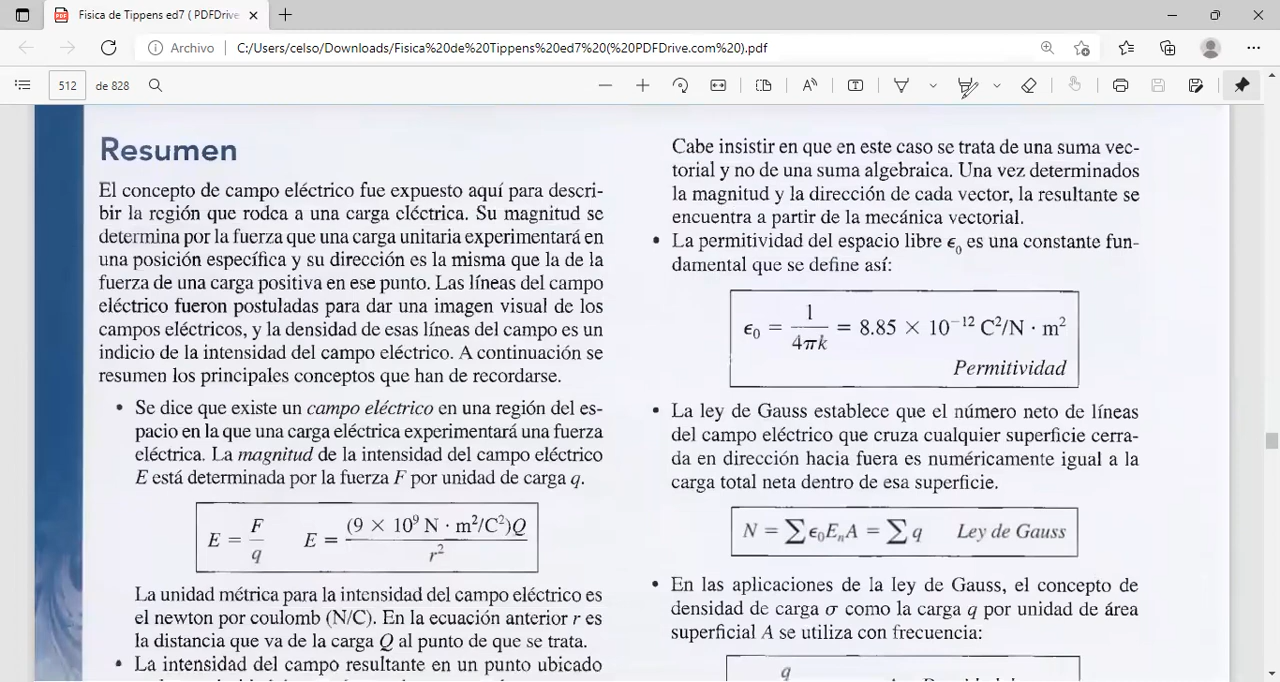 Fisica de Tippens ed7 ( PDFDrive
Archivo
C:/Users/celso/Downloads/Fisica%20de%20Tippens%20ed7%20(%20PDFDrive.com%20).pdf
512 de 828
Resumen
El concepto de campo eléctrico fue expuesto aquí para descri-
bir la región que rodea a una carga eléctrica. Su magnitud se
determina por la fuerza que una carga unitaria experimentará en
una posición específica y su dirección es la misma que la de la
fuerza de una carga positiva en ese punto. Las líneas del campo
eléctrico fueron postuladas para dar una imagen visual de los
campos eléctricos, y la densidad de esas líneas del campo es un
indicio de la intensidad del campo eléctrico. A continuación se
resumen los principales conceptos que han de recordarse.
• Se dice que existe un campo eléctrico en una región del es-
pacio en la que una carga eléctrica experimentará una fuerza
eléctrica. La magnitud de la intensidad del campo eléctrico
E está determinada por la fuerza F por unidad de carga q.
E = F/q E = (9 × 10⁹ N · m²/C²)Q/r²
La unidad métrica para la intensidad del campo eléctrico es
el newton por coulomb (N/C). En la ecuación anterior r es
la distancia que va de la carga Q al punto de que se trata.
• La intensidad del campo resultante en un punto ubicado
Cabe insistir en que en este caso se trata de una suma vec-
torial y no de una suma algebraica. Una vez determinados
la magnitud y la dirección de cada vector, la resultante se
encuentra a partir de la mecánica vectorial.
• La permitividad del espacio libre ϵ₀ es una constante fun-
damental que se define así:
ϵ₀ = 1/4πk = 8.85 × 10⁻¹² C²/N · m²
Permitividad
• La ley de Gauss establece que el número neto de líneas
del campo eléctrico que cruza cualquier superficie cerra-
da en dirección hacia fuera es numéricamente igual a la
carga total neta dentro de esa superficie.
N = ∑ϵ₀EₙA = ∑q Ley de Gauss
• En las aplicaciones de la ley de Gauss, el concepto de
densidad de carga σ como la carga q por unidad de área
superficial A se utiliza con frecuencia:
q